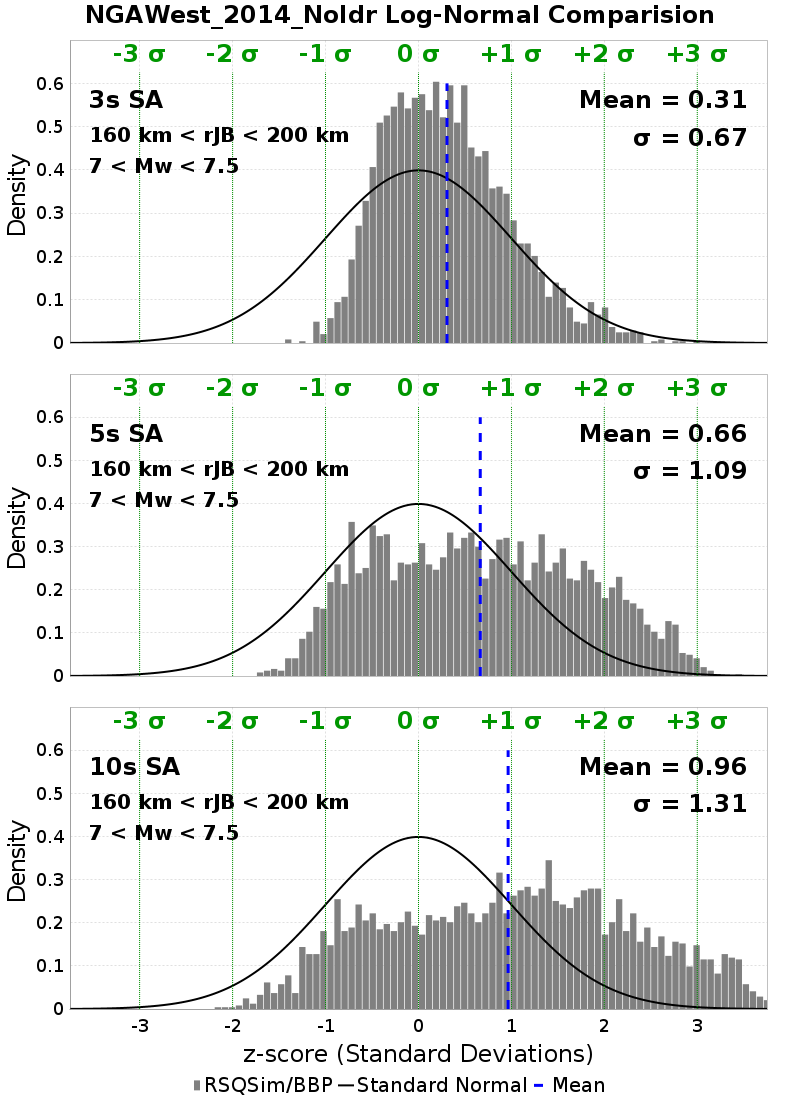 NGAWest_2014_NoIdr Log-Normal Comparision
-3 σ -2 σ -1 σ 0 σ +1 σ +2 σ +3 σ
3s SA
Mean = 0.31
160 km < rJB < 200 km
σ = 0.67
7 < Mw < 7.5
Density
0.6
0.5
0.4
0.3
0.2
0.1
0
-3 σ -2 σ -1 σ 0 σ +1 σ +2 σ +3 σ
5s SA
Mean = 0.66
160 km < rJB < 200 km
σ = 1.09
7 < Mw < 7.5
Density
0.6
0.5
0.4
0.3
0.2
0.1
0
-3 σ -2 σ -1 σ 0 σ +1 σ +2 σ +3 σ
10s SA
Mean = 0.96
160 km < rJB < 200 km
σ = 1.31
7 < Mw < 7.5
Density
0.6
0.5
0.4
0.3
0.2
0.1
0
-3 -2 -1 0 1 2 3
z-score (Standard Deviations)
RSQSim/BBP Standard Normal Mean